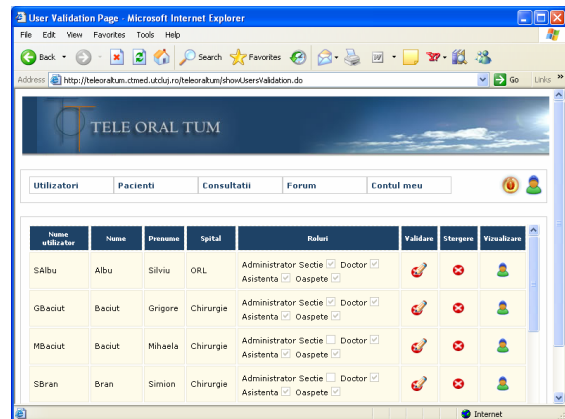 User Validation Page - Microsoft Internet Explorer
File Edit View Favorites Tools Help
Back Search Favorites
Address http://teleoraltum.ctmed.utcluj.ro/teleoraltum/showUsersValidation.do Go Links »
TELE ORAL TUM
Utilizatori Pacienti Consultatii Forum Contul meu
Nume utilizator Nume Prenume Spital Roluri Validare Stergere Vizualizare
SAlbu Albu Silviu ORL Administrator Sectie Doctor
Asistenta Oaspete
GBaciut Baciut Grigore Chirurgie Administrator Sectie Doctor
Asistenta Oaspete
MBaciut Baciut Mihaela Chirurgie Administrator Sectie Doctor
Asistenta Oaspete
SBran Bran Simion Chirurgie Administrator Sectie Doctor
Asistenta Oaspete
Internet